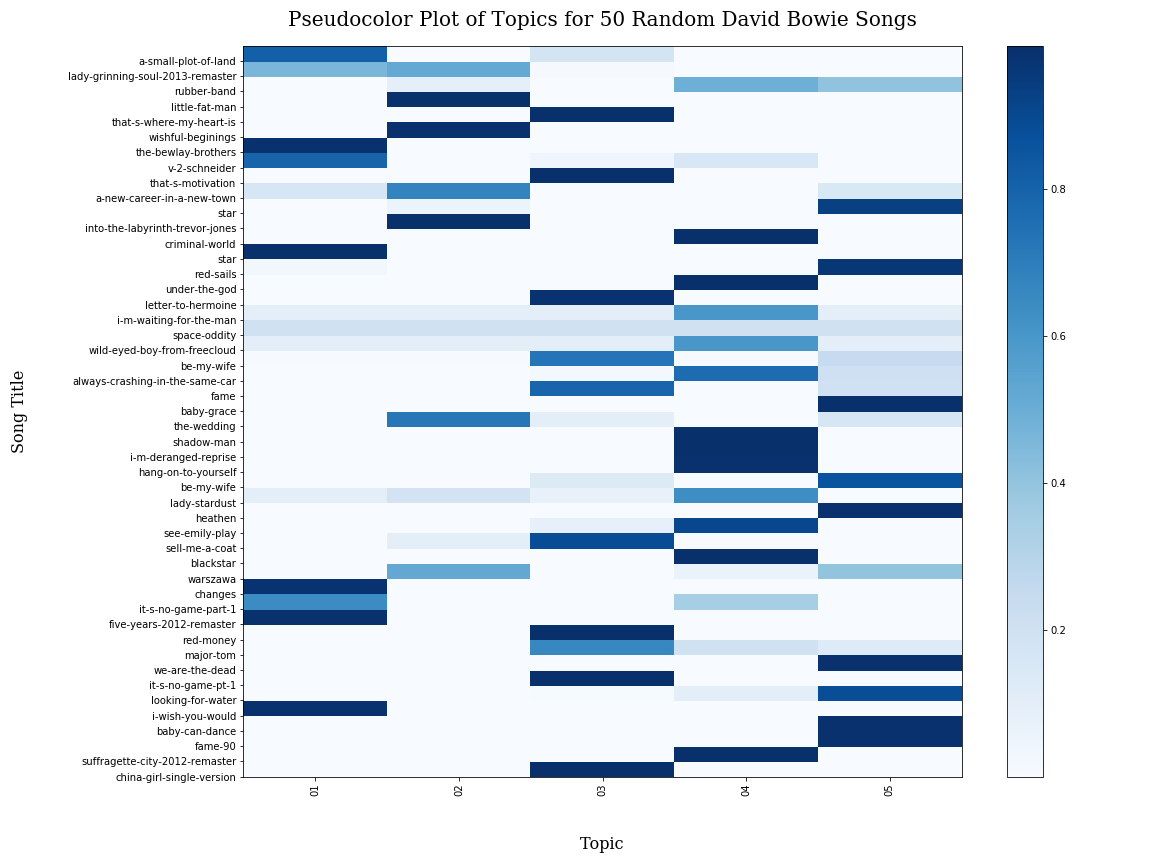 Pseudocolor Plot of Topics for 50 Random David Bowie Songs
a-small-plot-of-land
lady-grinning-soul-2013-remaster
rubber-band
little-fat-man
that-s-where-my-heart-is
wishful-beginings
the-bewlay-brothers
v-2-schneider
that-s-motivation
a-new-career-in-a-new-town
star
into-the-labyrinth-trevor-jones
criminal-world
star
red-sails
under-the-god
letter-to-hermoine
i-m-waiting-for-the-man
space-oddity
wild-eyed-boy-from-freecloud
be-my-wife
always-crashing-in-the-same-car
fame
baby-grace
the-wedding
shadow-man
i-m-deranged-reprise
hang-on-to-yourself
be-my-wife
lady-stardust
heathen
see-emily-play
sell-me-a-coat
blackstar
warszawa
changes
it-s-no-game-part-1
five-years-2012-remaster
red-money
major-tom
we-are-the-dead
it-s-no-game-pt-1
looking-for-water
i-wish-you-would
baby-can-dance
fame-90
suffragette-city-2012-remaster
china-girl-single-version
Song Title
01
02
03
04
05
Topic
0.8
0.6
0.4
0.2